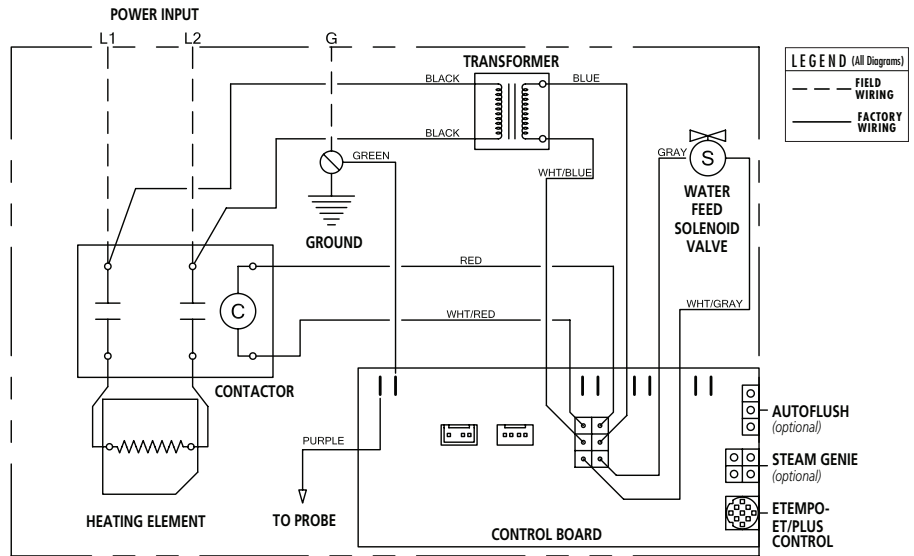 POWER INPUT
L1
L2
G
TRANSFORMER
BLACK
BLUE
BLACK
GREEN
WHT/BLUE
GRAY
S
WATER
FEED
SOLENOID
VALVE
GROUND
RED
WHT/GRAY
C
WHT/RED
CONTACTOR
PURPLE
TO PROBE
HEATING ELEMENT
CONTROL BOARD
AUTOFLUSH
(optional)
STEAM GENIE
(optional)
ETEMPO-
ET/PLUS
CONTROL
LEGEND (All Diagrams)
FIELD
WIRING
FACTORY
WIRING